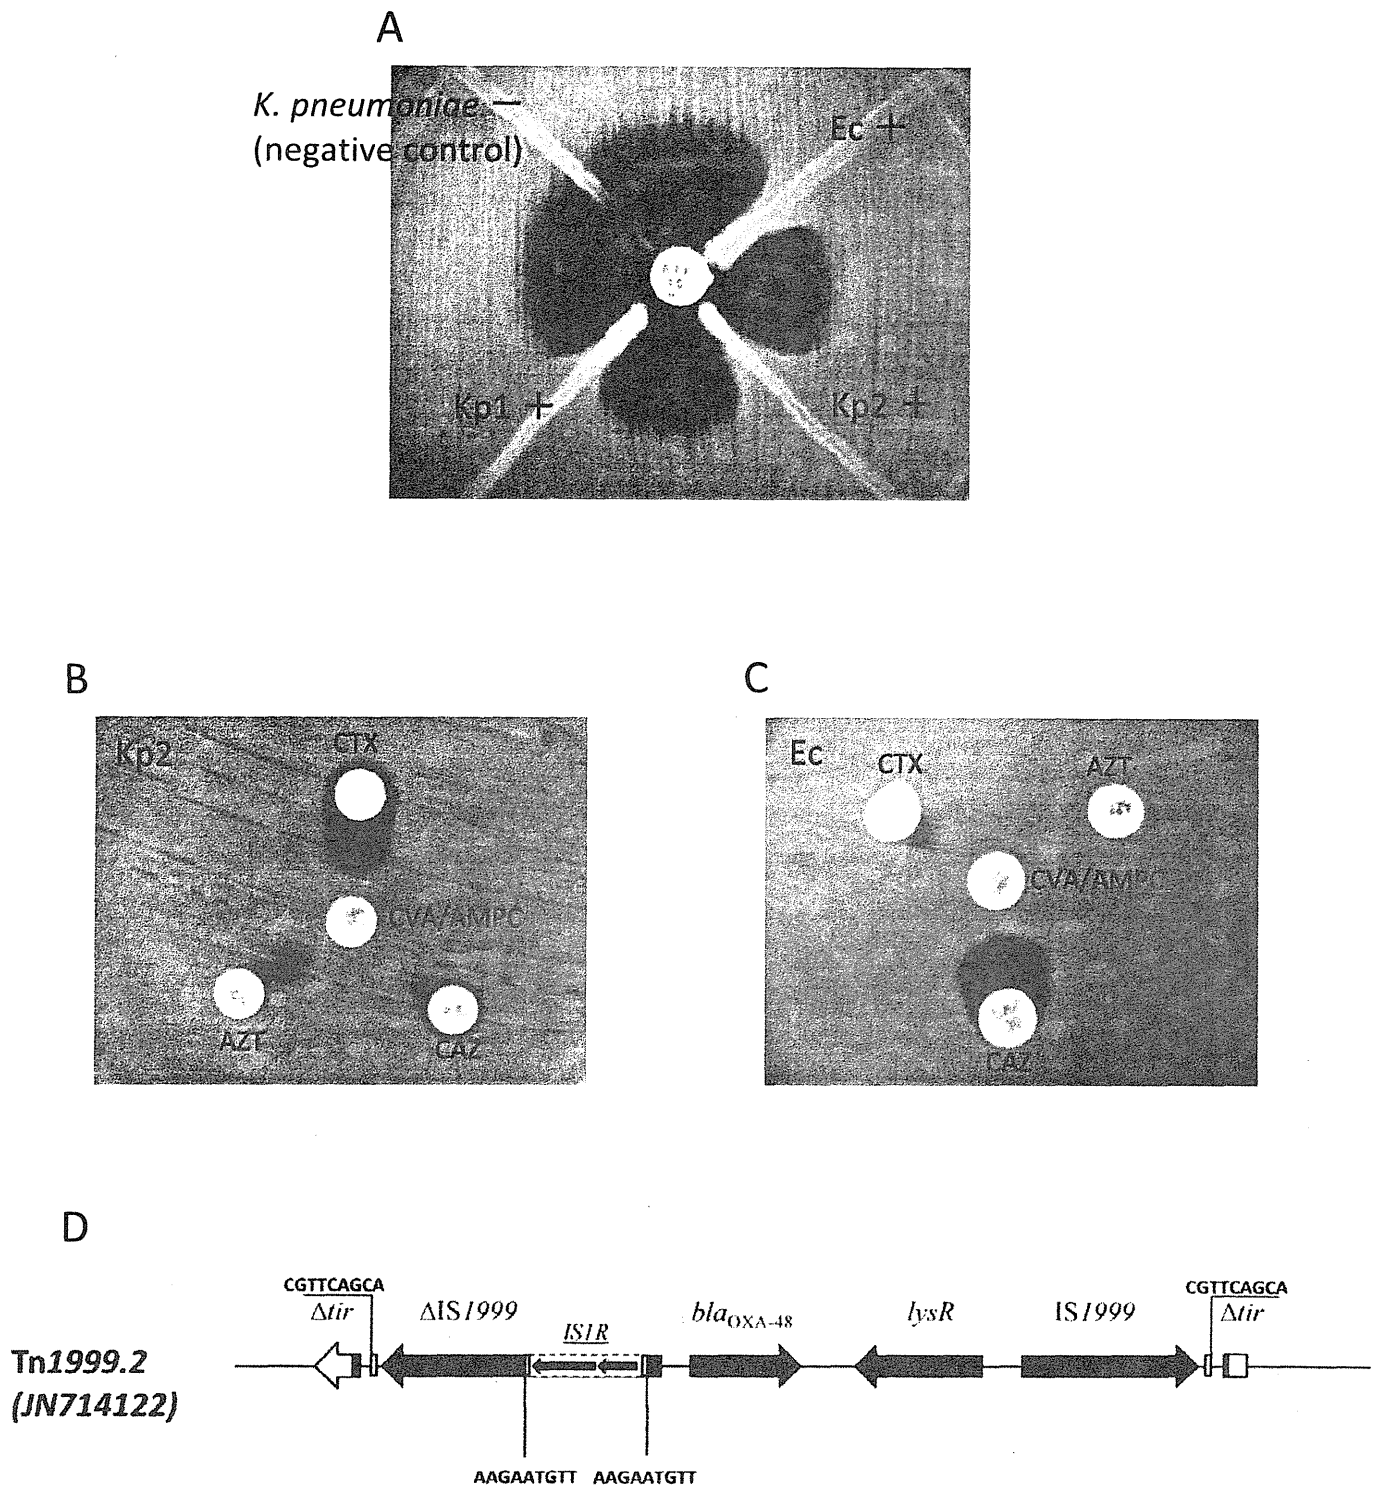 A
K. pneumoniae —
(negative control)
Ec +
Kp1 +
Kp2 +
B
Kp2
CTX
CVA/AMPC
AZT
CAZ
C
Ec
CTX
AZT
CVA/AMPC
CAZ
D
CGTTCAGCA
CGTTCAGCA
Δtir
ΔIS1999
IS1R
blaOXA-48
lysR
IS1999
Δtir
Tn1999.2
(JN714122)
AAGAATGTT AAGAATGTT